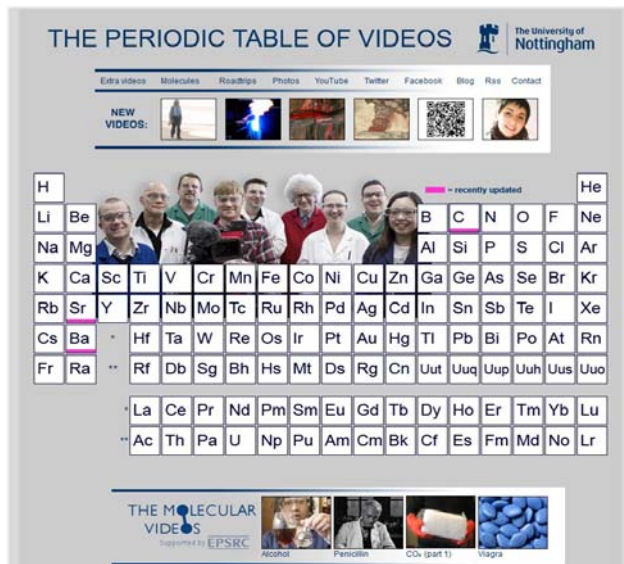 THE PERIODIC TABLE OF VIDEOS
The University of
Nottingham
Extra videos Molecules Roadtrips Photos YouTube Twitter Facebook Blog Rss Contact
NEW
VIDEOS:
= recently updated
H He
Li Be B C N O F Ne
Na Mg Al Si P S Cl Ar
K Ca Sc Ti V Cr Mn Fe Co Ni Cu Zn Ga Ge As Se Br Kr
Rb Sr Y Zr Nb Mo Tc Ru Rh Pd Ag Cd In Sn Sb Te I Xe
Cs Ba * Hf Ta W Re Os Ir Pt Au Hg Tl Pb Bi Po At Rn
Fr Ra ** Rf Db Sg Bh Hs Mt Ds Rg Cn Uut Uuq Uup Uuh Uus Uuo
* La Ce Pr Nd Pm Sm Eu Gd Tb Dy Ho Er Tm Yb Lu
** Ac Th Pa U Np Pu Am Cm Bk Cf Es Fm Md No Lr
THE MOLECULAR
VIDEOS
Supported by EPSRC
Alcohol Penicillin CO₂ (part 1) Viagra